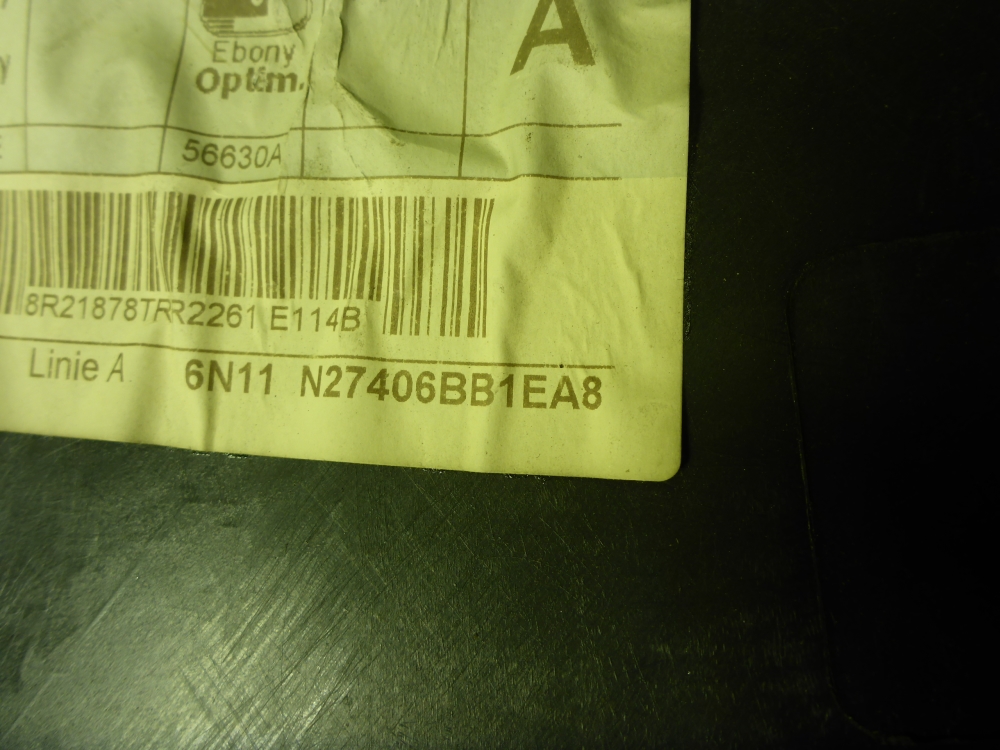 A
Ebony
Optim.
56630A
8R21878TRR2261 E114B
Linie A 6N11 N27406BB1EA8